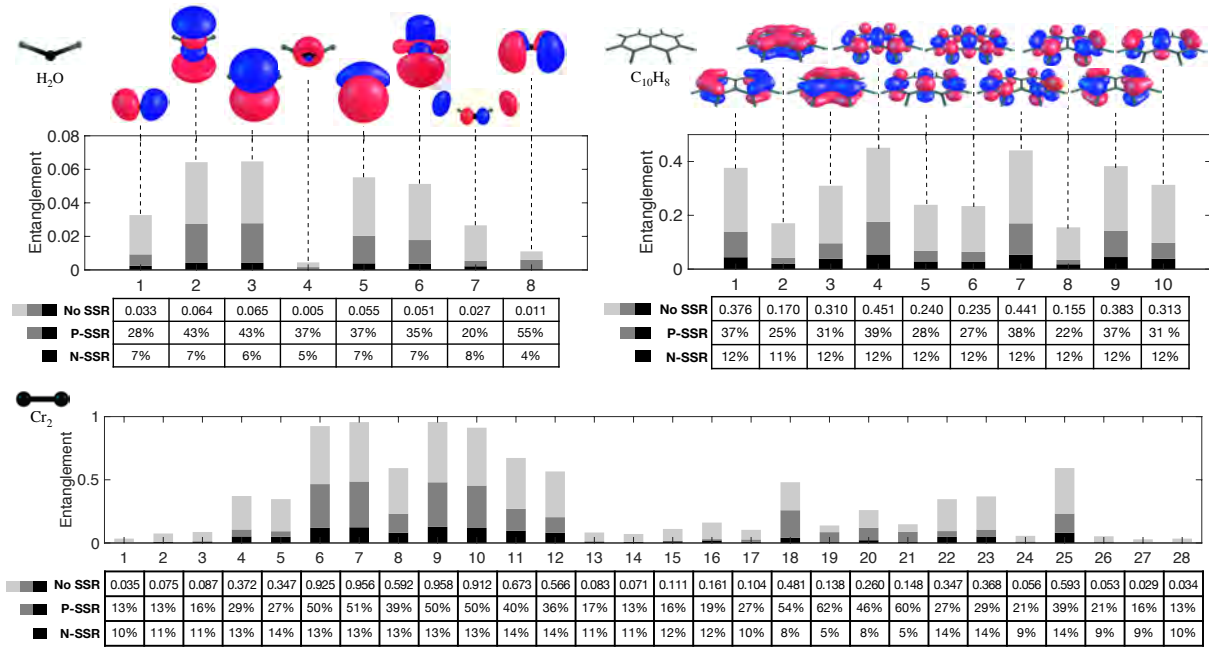 H₂O
Entanglement
0.08
0.06
0.04
0.02
0
1 2 3 4 5 6 7 8
No SSR 0.033 0.064 0.065 0.005 0.055 0.051 0.027 0.011
P-SSR 28% 43% 43% 37% 37% 35% 20% 55%
N-SSR 7% 7% 6% 5% 7% 7% 8% 4%
C₁₀H₈
Entanglement
0.4
0.2
0
1 2 3 4 5 6 7 8 9 10
No SSR 0.376 0.170 0.310 0.451 0.240 0.235 0.441 0.155 0.383 0.313
P-SSR 37% 25% 31% 39% 28% 27% 38% 22% 37% 31 %
N-SSR 12% 11% 12% 12% 12% 12% 12% 12% 12% 12%
Cr₂
Entanglement
1
0.5
0
1 2 3 4 5 6 7 8 9 10 11 12 13 14 15 16 17 18 19 20 21 22 23 24 25 26 27 28
No SSR 0.035 0.075 0.087 0.372 0.347 0.925 0.956 0.592 0.958 0.912 0.673 0.566 0.083 0.071 0.111 0.161 0.104 0.481 0.138 0.260 0.148 0.347 0.368 0.056 0.593 0.053 0.029 0.034
P-SSR 13% 13% 16% 29% 27% 50% 51% 39% 50% 50% 40% 36% 17% 13% 16% 19% 27% 54% 62% 46% 60% 27% 29% 21% 39% 21% 16% 13%
N-SSR 10% 11% 11% 13% 14% 13% 13% 13% 13% 13% 14% 14% 11% 11% 12% 12% 10% 8% 5% 8% 5% 14% 14% 9% 14% 9% 9% 10%